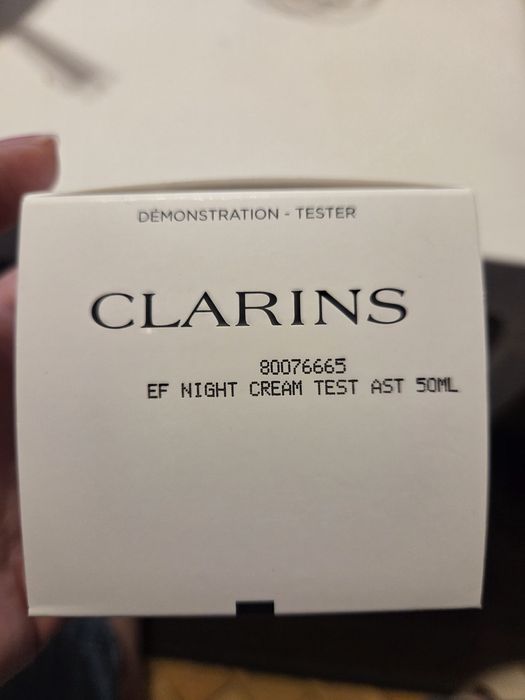 DÉMONSTRATION - TESTER
CLARINS
80076665
EF NIGHT CREAM TEST AST 50ML